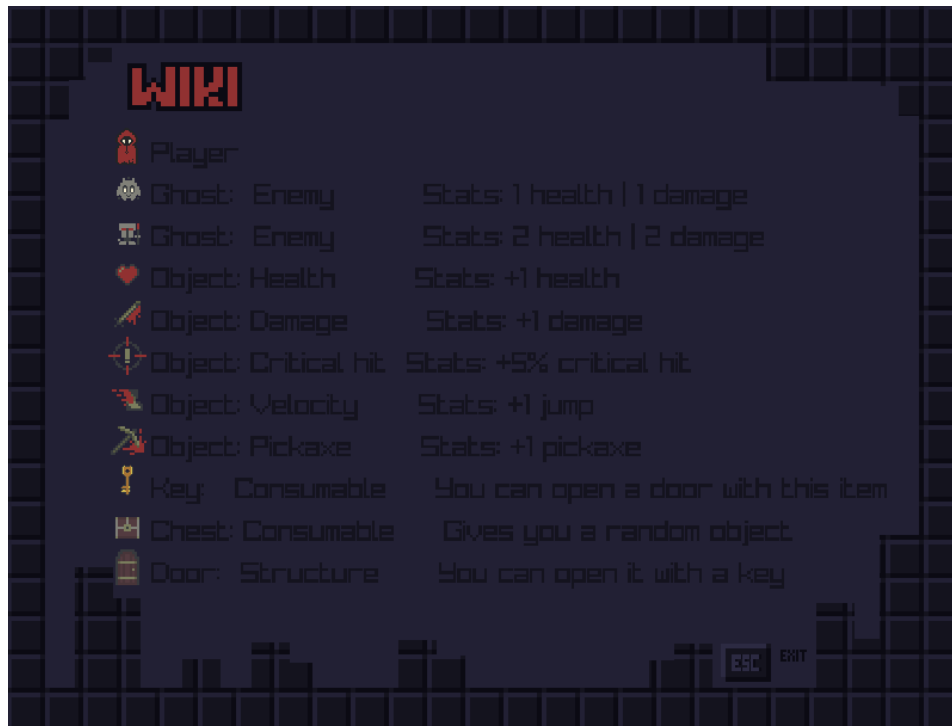 WIKI
Player
Ghost: Enemy Stats: 1 health | 1 damage
Ghost: Enemy Stats: 2 health | 2 damage
Object: Health Stats: +1 health
Object: Damage Stats: +1 damage
Object: Critical hit Stats: +5% critical hit
Object: Velocity Stats: +1 jump
Object: Pickaxe Stats: +1 pickaxe
Key: Consumable You can open a door with this item
Chest: Consumable Gives you a random object
Door: Structure You can open it with a key
ESC EXIT